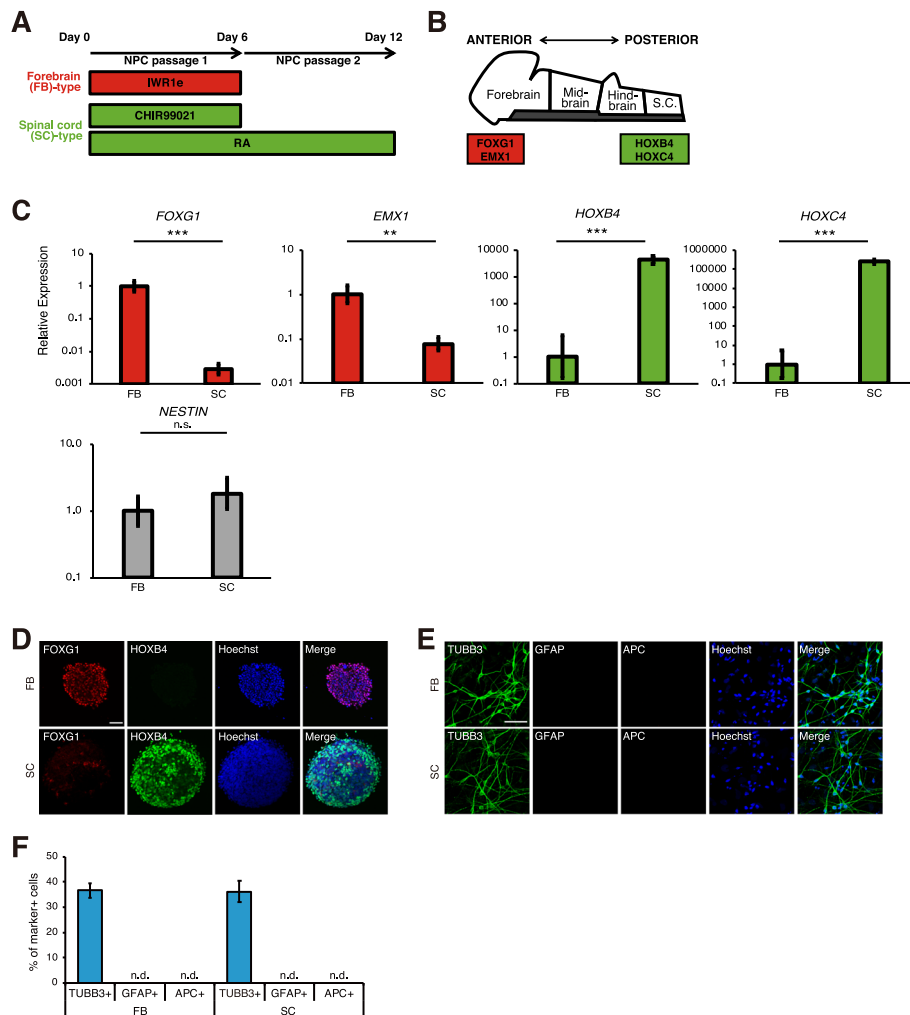 A
Day 0
Day 6
Day 12
NPC passage 1
NPC passage 2
Forebrain
(FB)-type
IWR1e
Spinal cord
(SC)-type
CHIR99021
RA
B
ANTERIOR
POSTERIOR
Forebrain
Mid-
brain
Hind-
brain
S.C.
FOXG1
EMX1
HOXB4
HOXC4
C
Relative Expression
FOXG1
***
10
1
0.1
0.01
0.001
FB
SC
EMX1
**
10
1
0.1
0.01
FB
SC
HOXB4
***
10000
1000
100
10
1
0.1
FB
SC
HOXC4
***
1000000
100000
10000
1000
100
10
1
0.1
FB
SC
NESTIN
n.s.
10.0
1.0
0.1
FB
SC
D
FB
FOXG1
HOXB4
Hoechst
Merge
SC
FOXG1
HOXB4
Hoechst
Merge
E
FB
TUBB3
GFAP
APC
Hoechst
Merge
SC
TUBB3
GFAP
APC
Hoechst
Merge
F
% of marker+ cells
50
40
30
20
10
0
n.d.
n.d.
n.d.
n.d.
TUBB3+
GFAP+
APC+
TUBB3+
GFAP+
APC+
FB
SC